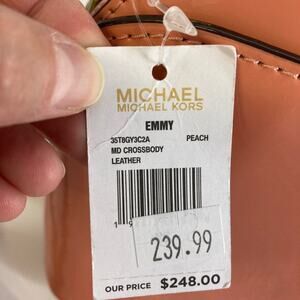 MICHAEL
MICHAEL KORS
EMMY
35T8GY3C2A PEACH
MD CROSSBODY
LEATHER
239.99
OUR PRICE $248.00